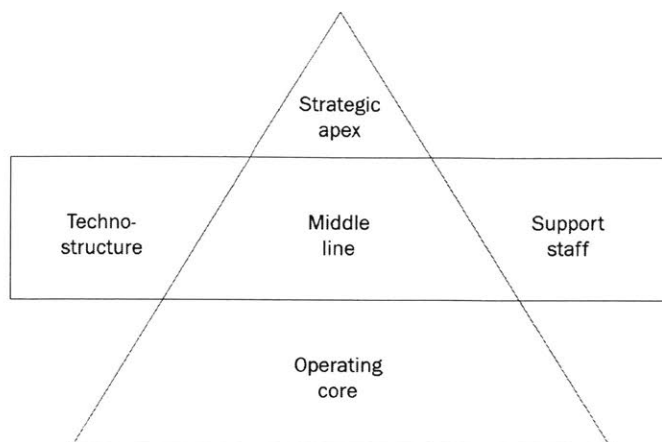 Strategic
apex
Techno-
structure
Middle
line
Support
staff
Operating
core